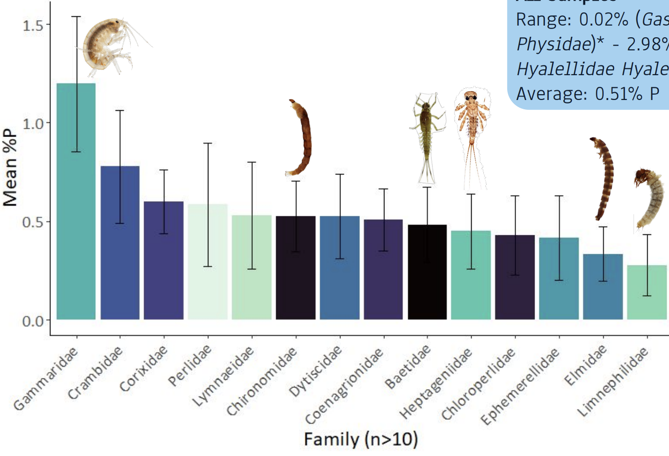 Range: 0.02% (Gas
Physidae)* - 2.98%
Hyalellidae Hyale
Average: 0.51% P
Mean %P
1.5
1.0
0.5
0.0
Gammaridae
Crambidae
Corixidae
Perlidae
Lymnaeidae
Chironomidae
Dytiscidae
Coenagrionidae
Baetidae
Heptageniidae
Chloroperlidae
Ephemerellidae
Elmidae
Limnephilidae
Family (n>10)